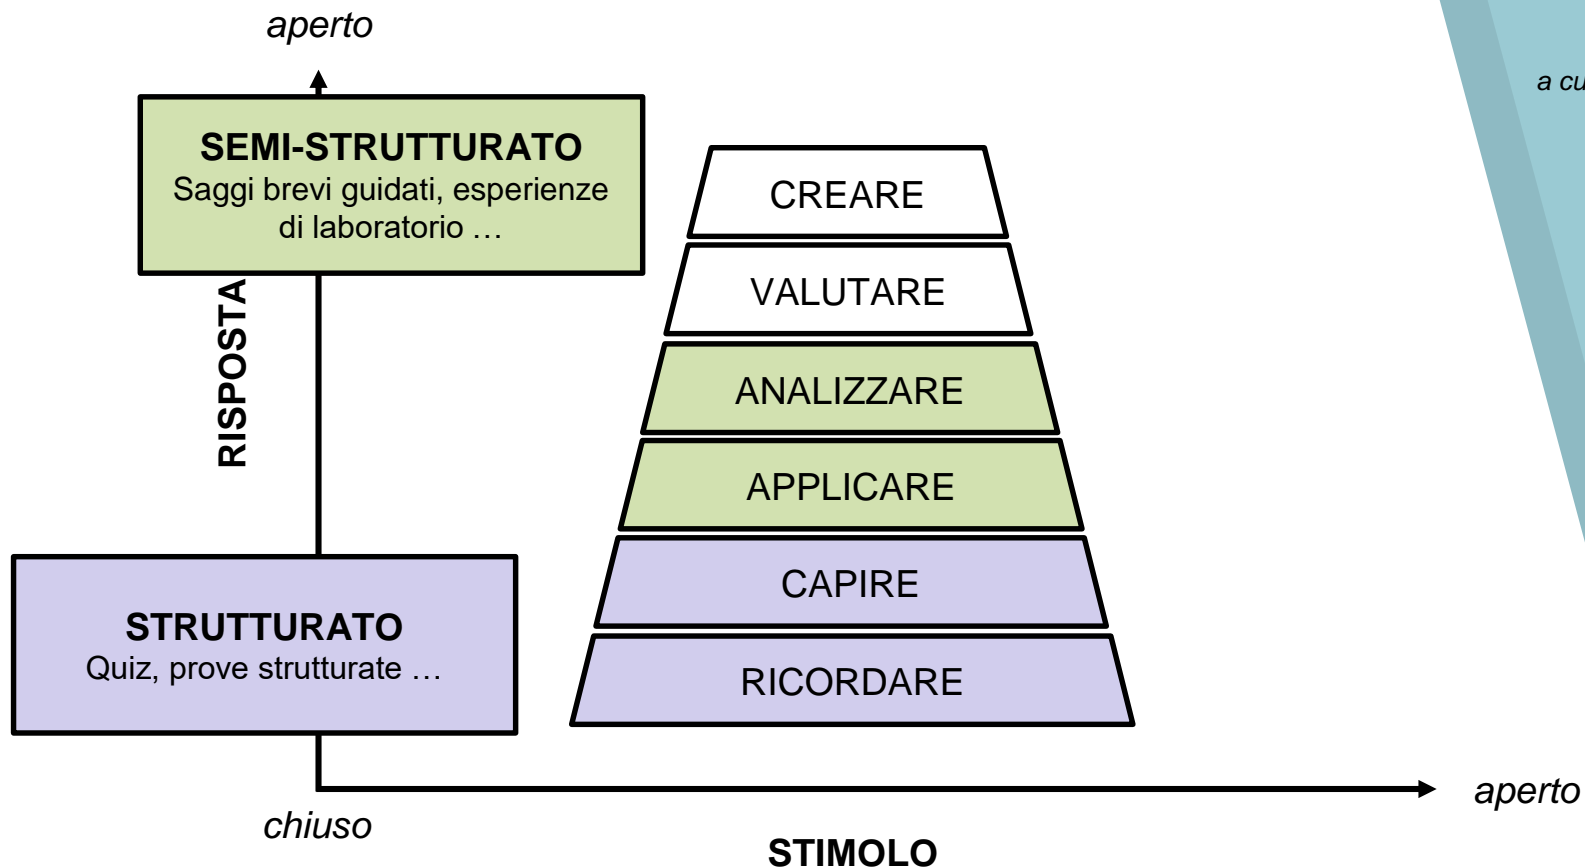 aperto
a cu
SEMI-STRUTTURATO
Saggi brevi guidati, esperienze
di laboratorio …
CREARE
VALUTARE
RISPOSTA
ANALIZZARE
APPLICARE
CAPIRE
STRUTTURATO
Quiz, prove strutturate …
RICORDARE
aperto
chiuso
STIMOLO